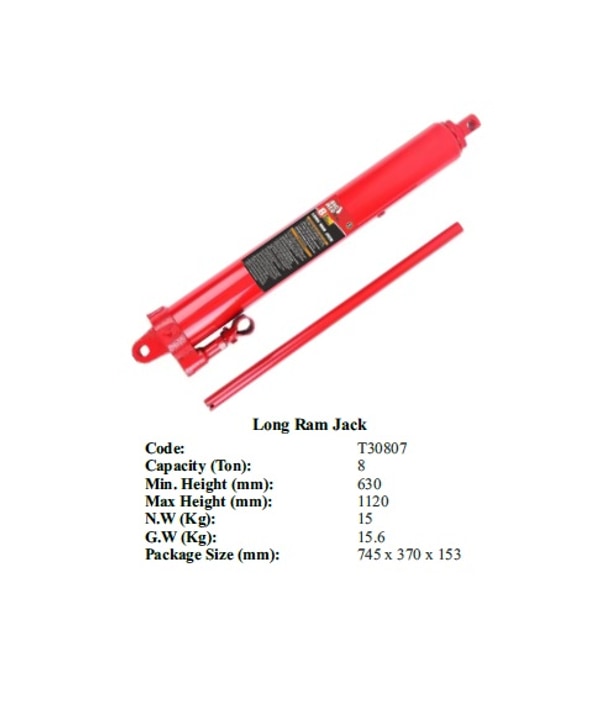 Long Ram Jack
Code: T30807
Capacity (Ton): 8
Min. Height (mm): 630
Max Height (mm): 1120
N.W (Kg): 15
G.W (Kg): 15.6
Package Size (mm): 745 x 370 x 153